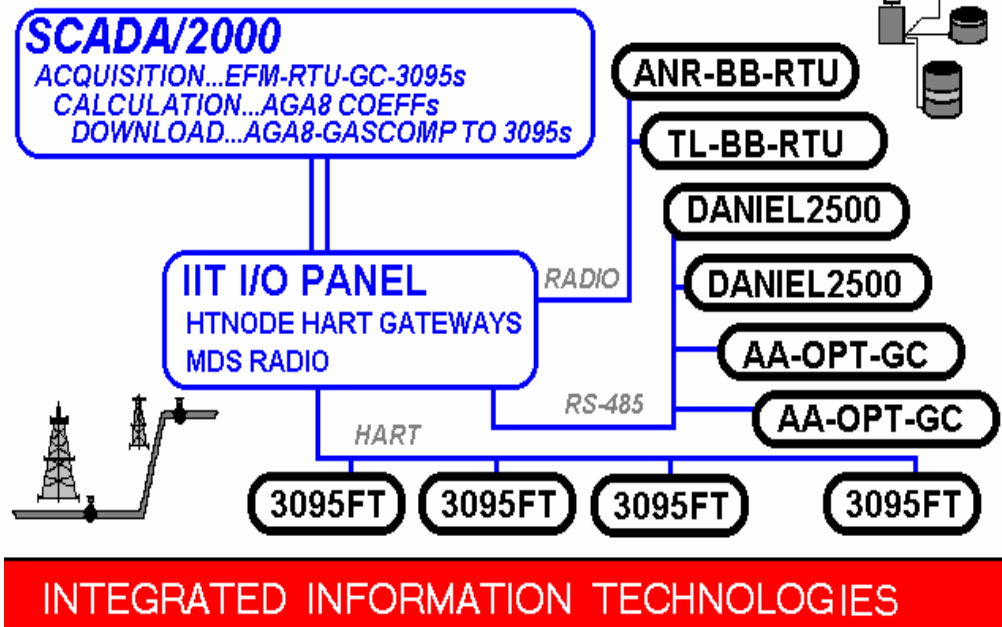 SCADA/2000
ACQUISITION...EFM-RTU-GC-3095s
CALCULATION...AGA8 COEFFs
DOWNLOAD...AGA8-GASCOMP TO 3095s
ANR-BB-RTU
TL-BB-RTU
DANIEL2500
DANIEL2500
AA-OPT-GC
AA-OPT-GC
IIT I/O PANEL
HTNODE HART GATEWAYS
MDS RADIO
RADIO
RS-485
HART
3095FT
3095FT
3095FT
3095FT
INTEGRATED INFORMATION TECHNOLOGIES